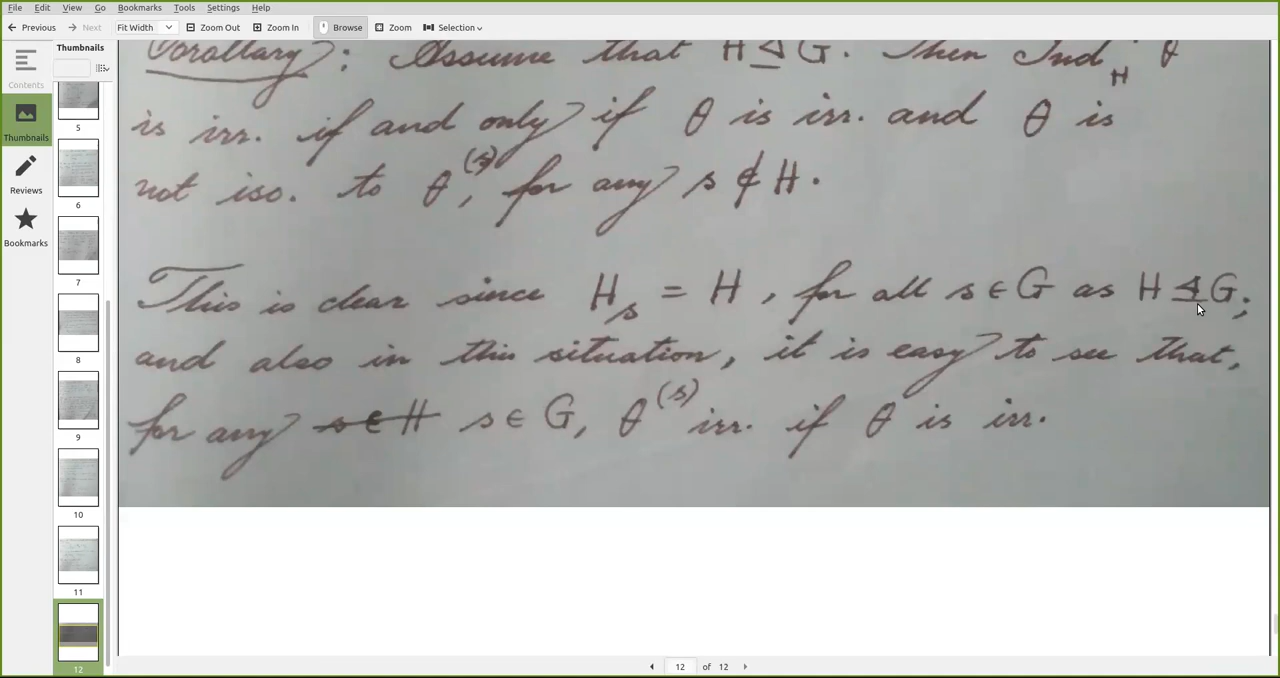 File Edit View Go Bookmarks Tools Settings Help
Previous Next Fit Width Zoom Out Zoom In Browse Zoom Selection
Contents
Thumbnails
Reviews
Bookmarks
Thumbnails
5
6
7
8
9
10
11
12
Corollary: Assume that H ⊴ G. Then Ind_H θ
is irr. if and only if θ is irr. and θ is
not iso. to θ^(s), for any s ∉ H.
This is clear since H_s = H, for all s ∈ G as H ⊴ G;
and also in this situation, it is easy to see that,
for any s ∈ H s ∈ G, θ^(s) irr. if θ is irr.
12 of 12